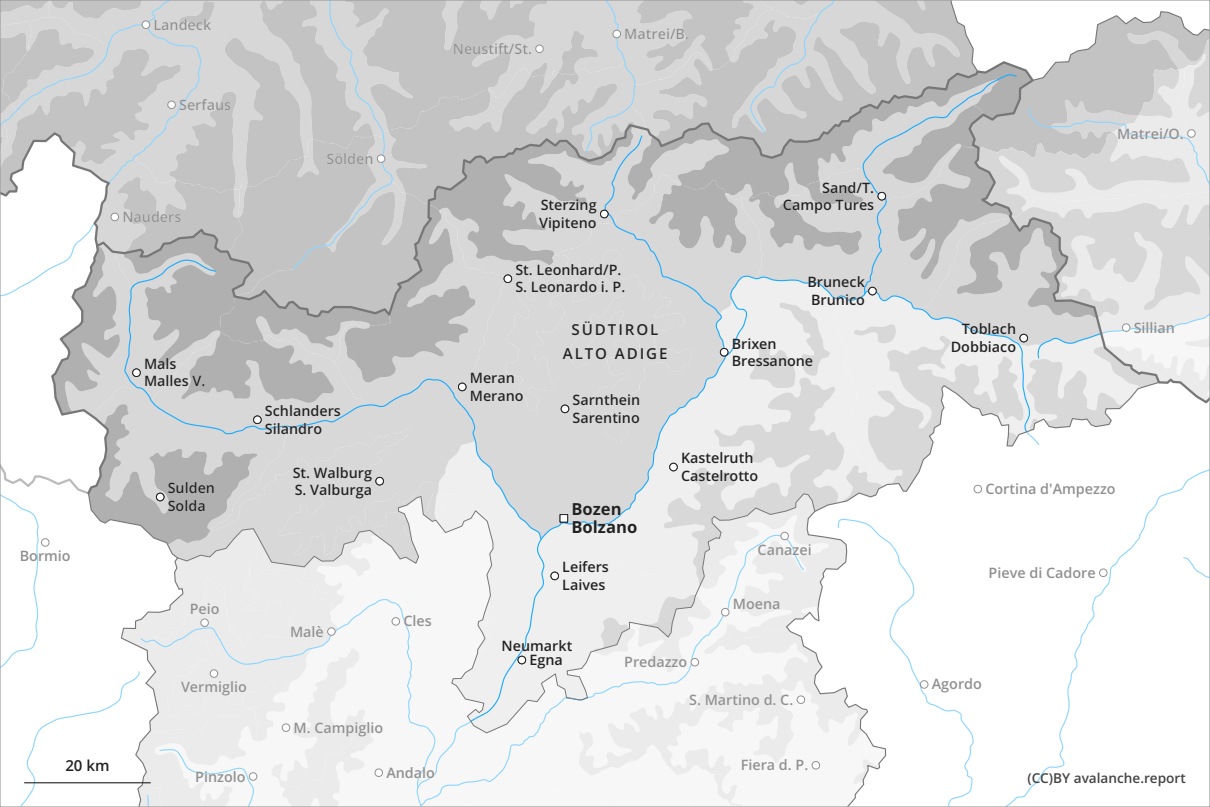 Landeck
Matrei/B.
Neustift/St.
Serfaus
Matrei/O.
Sölden
Sand/T.
Campo Tures
Sterzing
Vipiteno
Nauders
St. Leonhard/P.
S. Leonardo i. P.
Bruneck
Brunico
SÜDTIROL
ALTO ADIGE
Toblach
Dobbiaco
Sillian
Brixen
Bressanone
Mals
Malles V.
Meran
Merano
Sarnthein
Sarentino
Schlanders
Silandro
Kastelruth
Castelrotto
St. Walburg
S. Valburga
Sulden
Solda
Cortina d'Ampezzo
Bozen
Bolzano
Bormio
Canazei
Leifers
Laives
Pieve di Cadore
Peio
Moena
Malè
Cles
Neumarkt
Egna
Predazzo
Vermiglio
Agordo
S. Martino d. C.
M. Campiglio
Fiera d. P.
20 km
Pinzolo
Andalo
(CC)BY avalanche.report